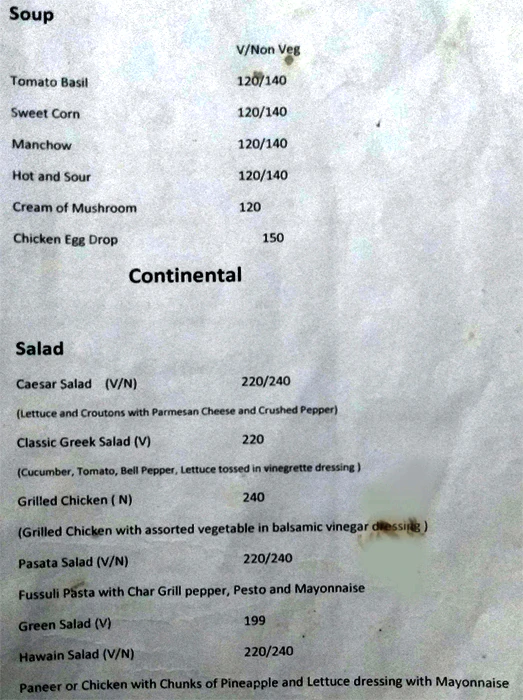 Soup
V/Non Veg
Tomato Basil 120/140
Sweet Corn 120/140
Manchow 120/140
Hot and Sour 120/140
Cream of Mushroom 120
Chicken Egg Drop 150
Continental
Salad
Caesar Salad (V/N) 220/240
(Lettuce and Croutons with Parmesan Cheese and Crushed Pepper)
Classic Greek Salad (V) 220
(Cucumber, Tomato, Bell Pepper, Lettuce tossed in vinegrette dressing )
Grilled Chicken ( N) 240
(Grilled Chicken with assorted vegetable in balsamic vinegar dressing )
Pasata Salad (V/N) 220/240
Fussuli Pasta with Char Grill pepper, Pesto and Mayonnaise
Green Salad (V) 199
Hawain Salad (V/N) 220/240
Paneer or Chicken with Chunks of Pineapple and Lettuce dressing with Mayonnaise